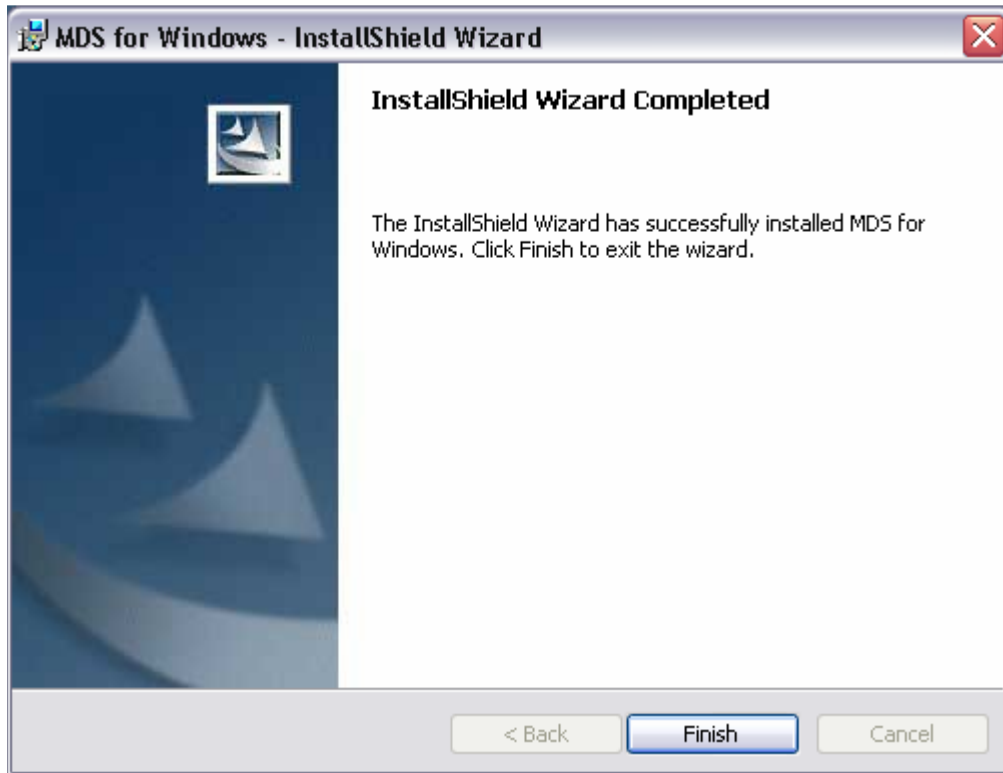 MDS for Windows - InstallShield Wizard
InstallShield Wizard Completed
The InstallShield Wizard has successfully installed MDS for
Windows. Click Finish to exit the wizard.
< Back
Finish
Cancel